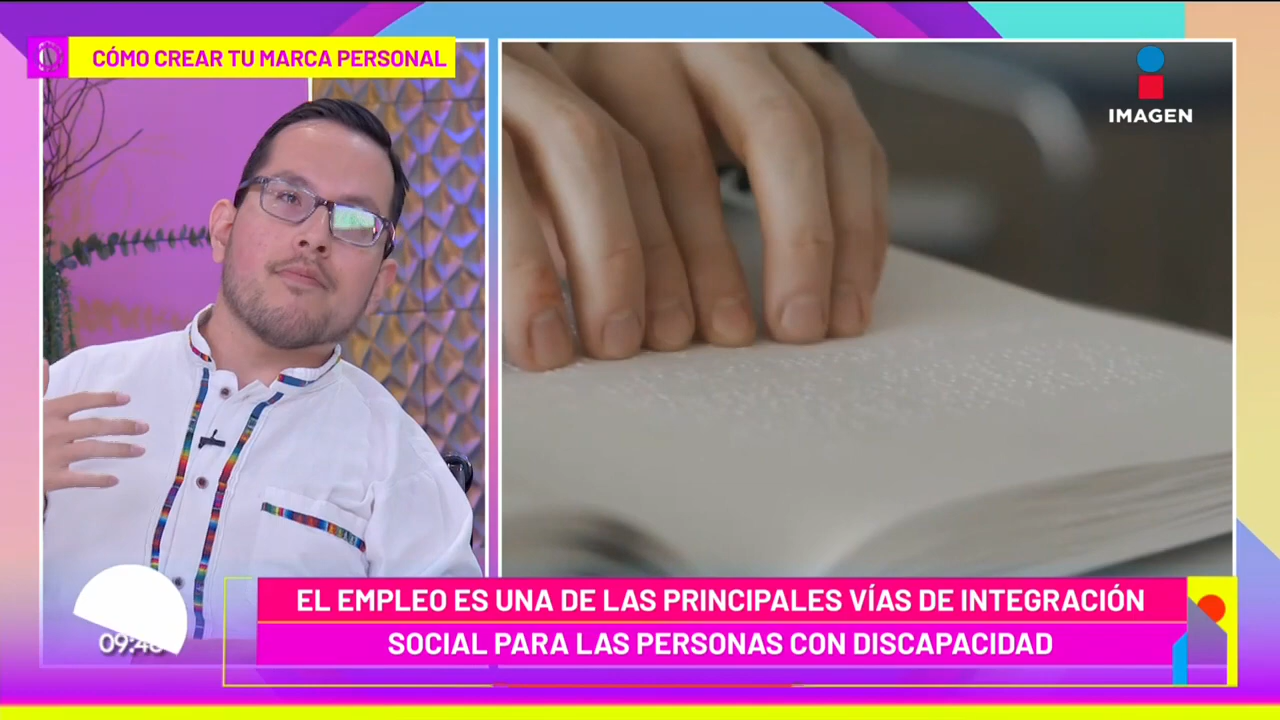 CÓMO CREAR TU MARCA PERSONAL
IMAGEN
EL EMPLEO ES UNA DE LAS PRINCIPALES VÍAS DE INTEGRACIÓN
SOCIAL PARA LAS PERSONAS CON DISCAPACIDAD